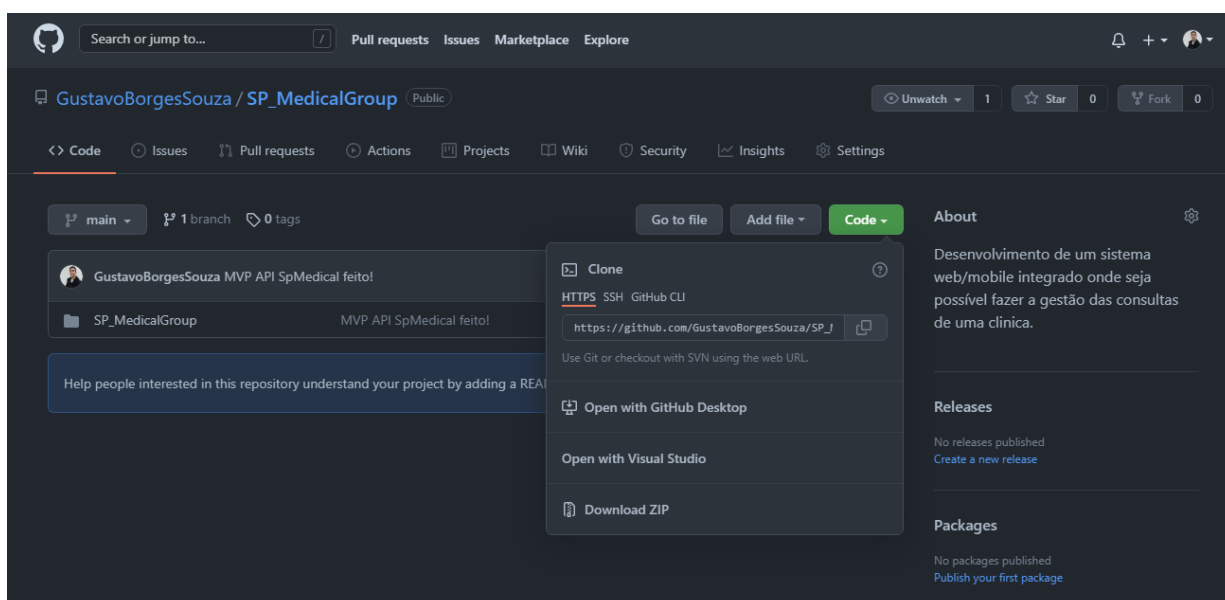 Search or jump to...
/
Pull requests Issues Marketplace Explore
GustavoBorgesSouza / SP_MedicalGroup Public
Unwatch 1 Star 0 Fork 0
Code Issues Pull requests Actions Projects Wiki Security Insights Settings
main 1 branch 0 tags
Go to file Add file Code
GustavoBorgesSouza MVP API SpMedical feito!
SP_MedicalGroup MVP API SpMedical feito!
Help people interested in this repository understand your project by adding a
Clone
HTTPS SSH GitHub CLI
https://github.com/GustavoBorgesSouza/SP_
Use Git or checkout with SVN using the web URL.
Open with GitHub Desktop
Open with Visual Studio
Download ZIP
About
Desenvolvimento de um sistema
web/mobile integrado onde seja
possível fazer a gestão das consultas
de uma clinica.
Releases
No releases published
Create a new release
Packages
No packages published
Publish your first package